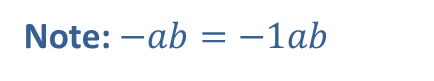 Note: −ab = −1ab